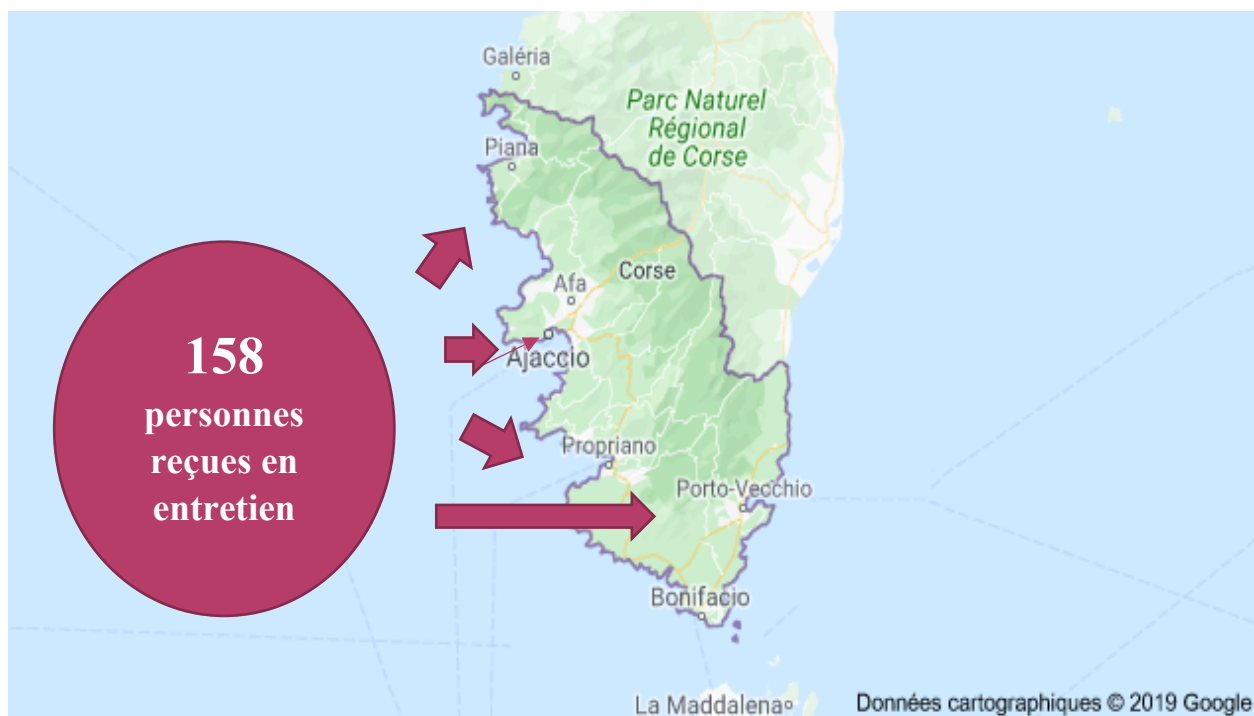 Galéria
Parc Naturel
Régional
de Corse
Piana
Afa
Corse
Ajaccio
158
personnes
reçues en
entretien
Propriano
Porto-Vecchio
Bonifacio
La Maddalena
Données cartographiques © 2019 Google